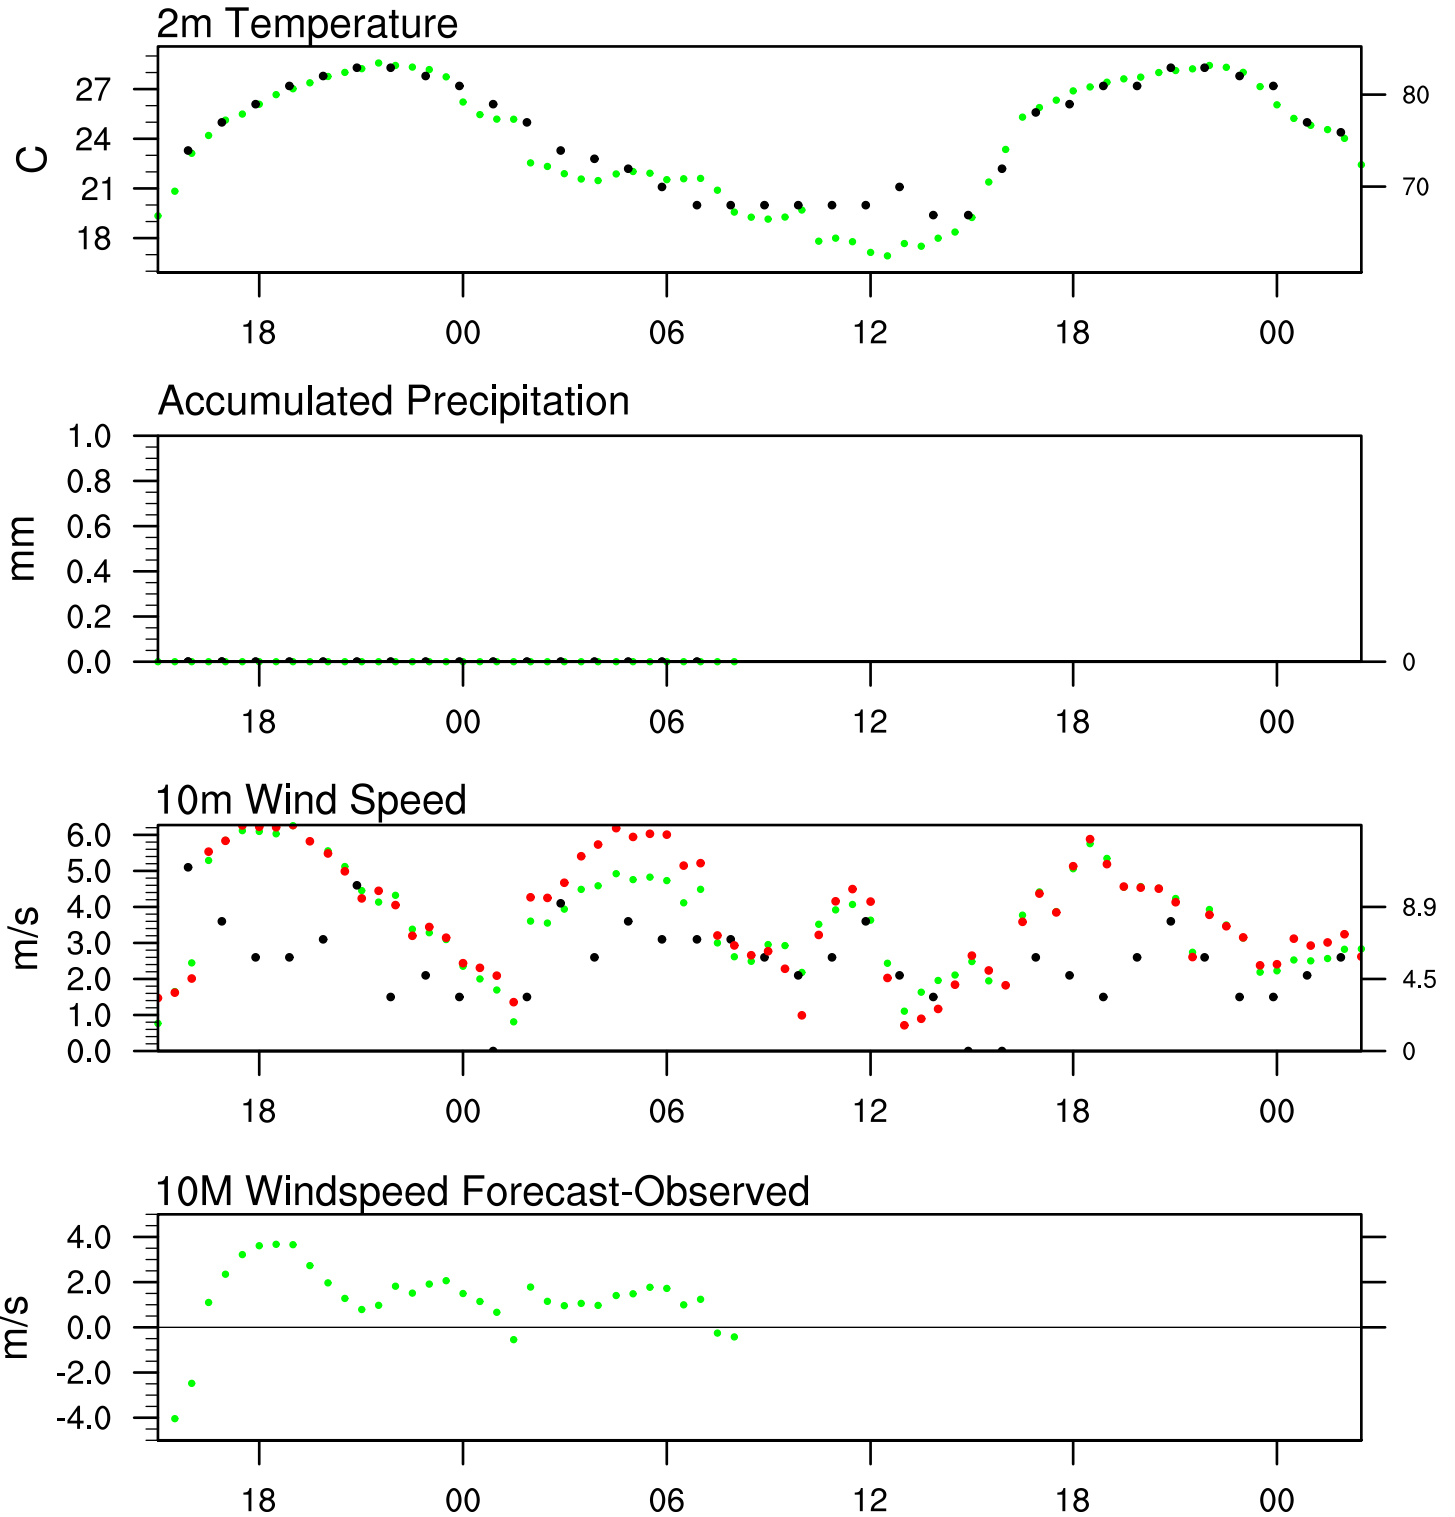 2m Temperature
27
24
21
18
C
80
70
18 00 06 12 18 00
Accumulated Precipitation
1.0
0.8
0.6
0.4
0.2
0.0
mm
0
18 00 06 12 18 00
10m Wind Speed
6.0
5.0
4.0
3.0
2.0
1.0
0.0
m/s
8.9
4.5
0
18 00 06 12 18 00
10M Windspeed Forecast-Observed
4.0
2.0
0.0
-2.0
-4.0
m/s
18 00 06 12 18 00